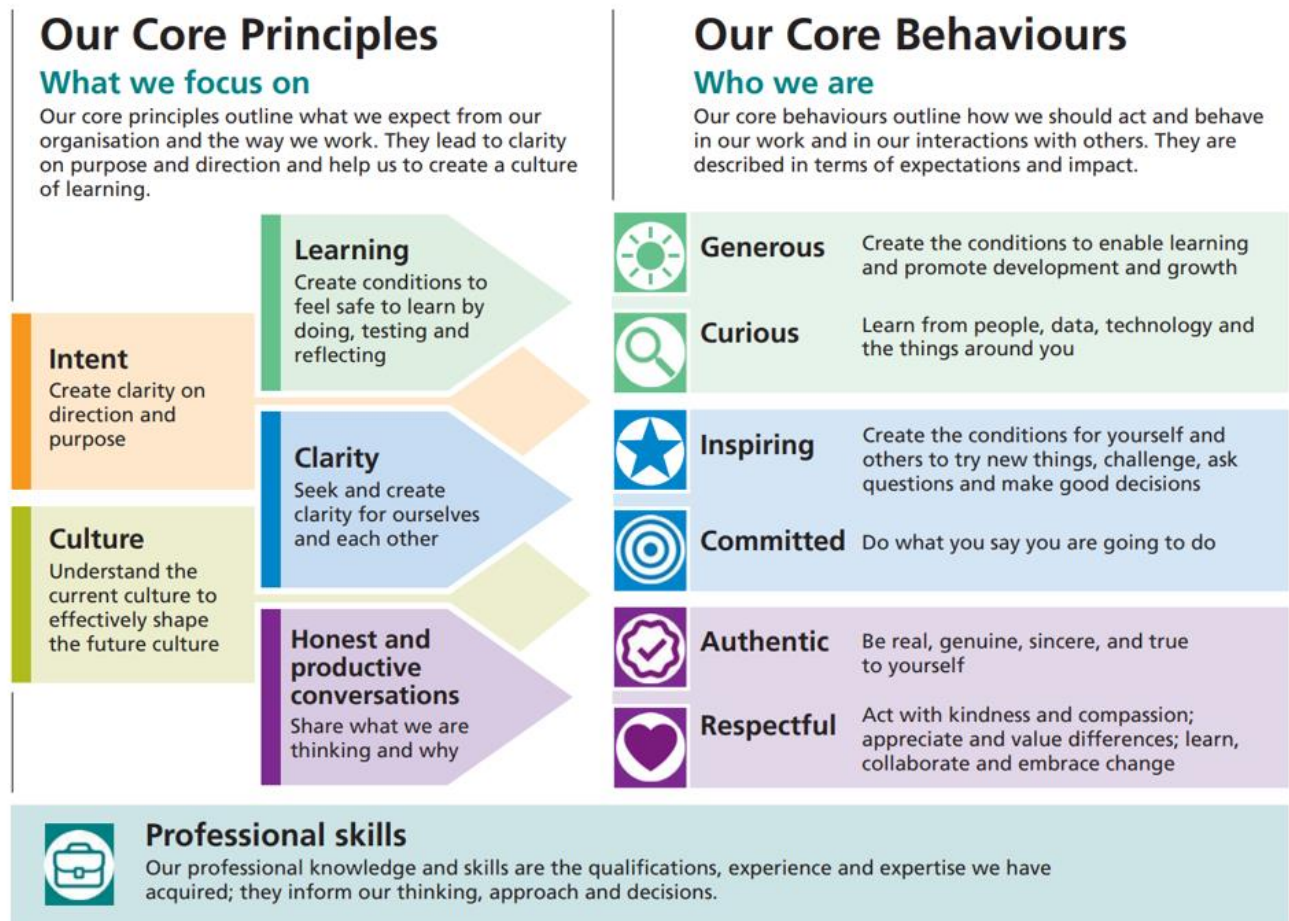 Our Core Principles
What we focus on
Our core principles outline what we expect from our
organisation and the way we work. They lead to clarity
on purpose and direction and help us to create a culture
of learning.
Intent
Create clarity on
direction and
purpose
Culture
Understand the
current culture to
effectively shape
the future culture
Learning
Create conditions to
feel safe to learn by
doing, testing and
reflecting
Clarity
Seek and create
clarity for ourselves
and each other
Honest and
productive
conversations
Share what we are
thinking and why
Our Core Behaviours
Who we are
Our core behaviours outline how we should act and behave
in our work and in our interactions with others. They are
described in terms of expectations and impact.
Generous
Create the conditions to enable learning
and promote development and growth
Curious
Learn from people, data, technology and
the things around you
Inspiring
Create the conditions for yourself and
others to try new things, challenge, ask
questions and make good decisions
Committed
Do what you say you are going to do
Authentic
Be real, genuine, sincere, and true
to yourself
Respectful
Act with kindness and compassion;
appreciate and value differences; learn,
collaborate and embrace change
Professional skills
Our professional knowledge and skills are the qualifications, experience and expertise we have
acquired; they inform our thinking, approach and decisions.